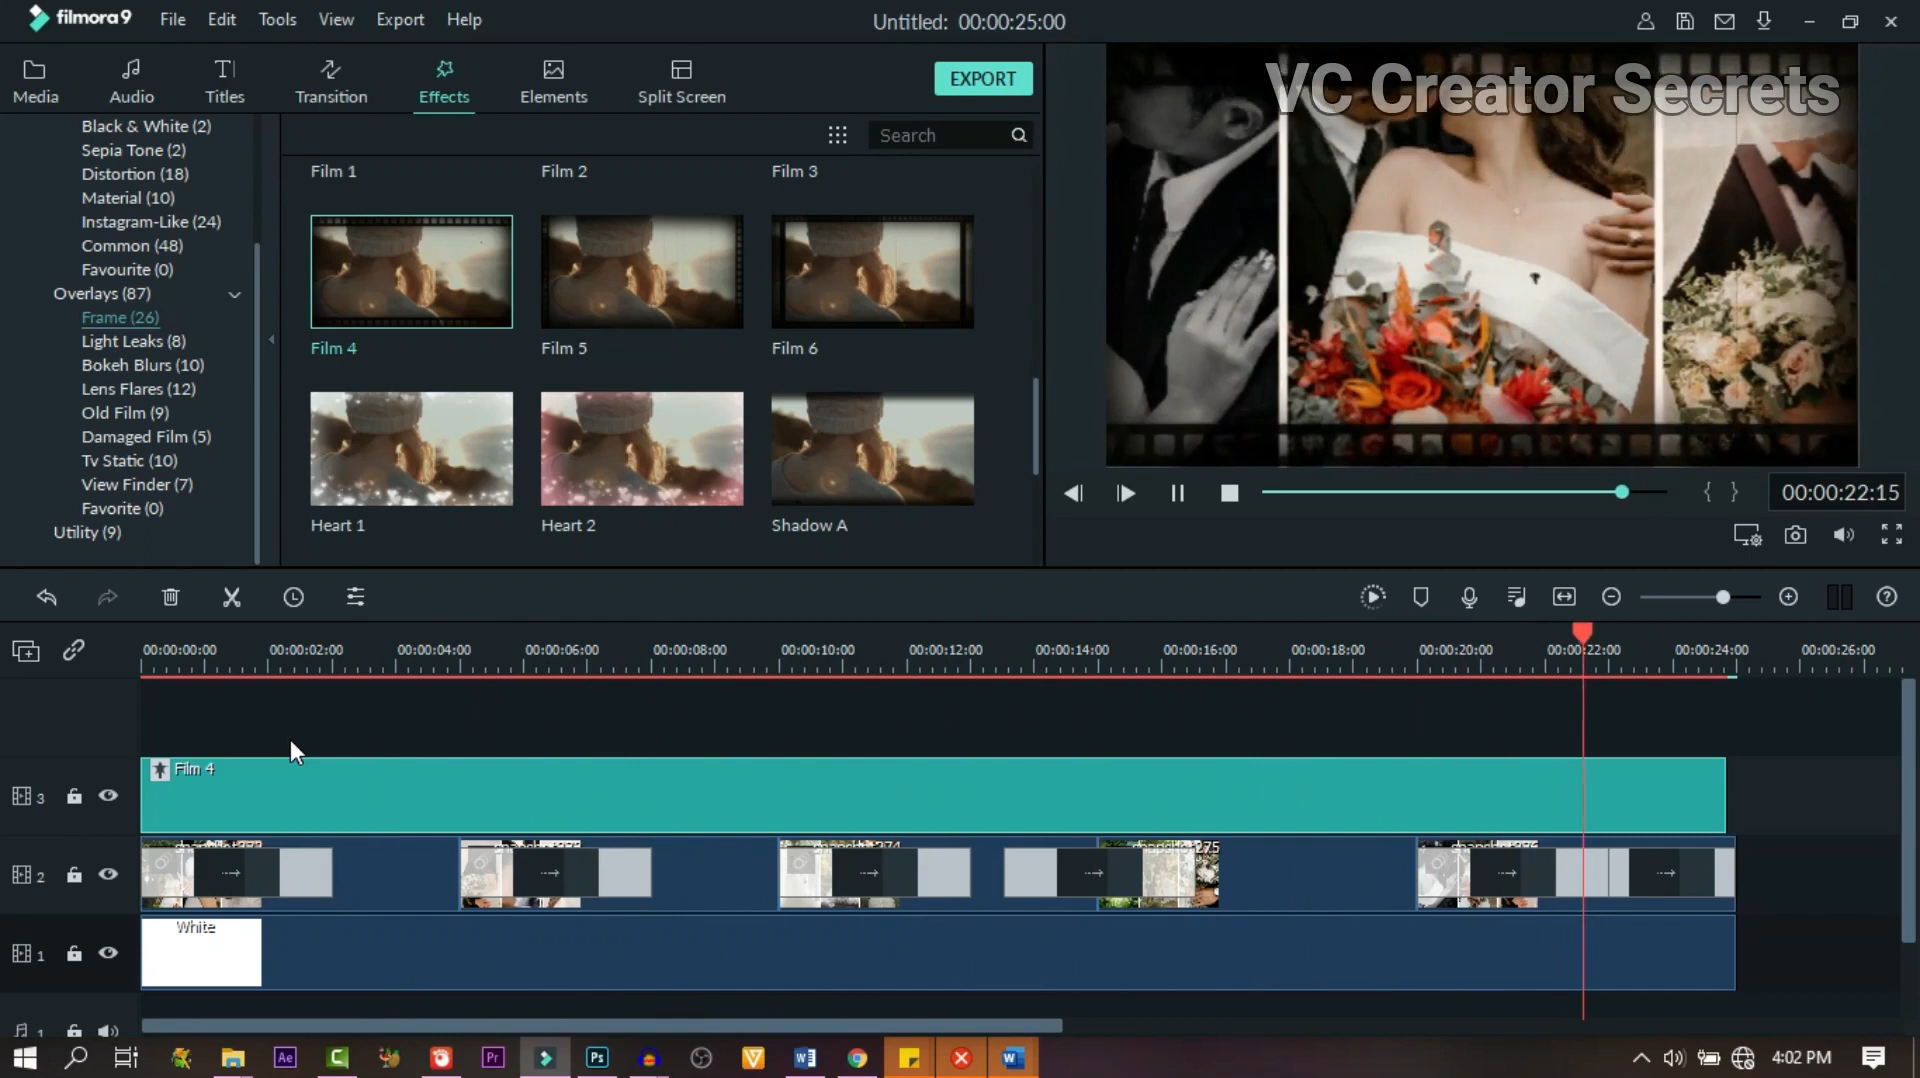 filmora9 File Edit Tools View Export Help Untitled: 00:00:25:00
Media Audio Titles Transition Effects Elements Split Screen EXPORT
VC Creator Secrets
Search
Black & White (2)
Sepia Tone (2)
Distortion (18)
Material (10)
Instagram-Like (24)
Common (48)
Favourite (0)
Overlays (87)
Frame (26)
Light Leaks (8)
Bokeh Blurs (10)
Lens Flares (12)
Old Film (9)
Damaged Film (5)
Tv Static (10)
View Finder (7)
Favorite (0)
Utility (9)
Film 1 Film 2 Film 3
Film 4 Film 5 Film 6
Heart 1 Heart 2 Shadow A
{ } 00:00:22:15
00:00:00:00 00:00:02:00 00:00:04:00 00:00:06:00 00:00:08:00 00:00:10:00 00:00:12:00 00:00:14:00 00:00:16:00 00:00:18:00 00:00:20:00 00:00:22:00 00:00:24:00 00:00:26:00
3 Film 4
2
1 White
1
Ae Pr Ps 4:02 PM